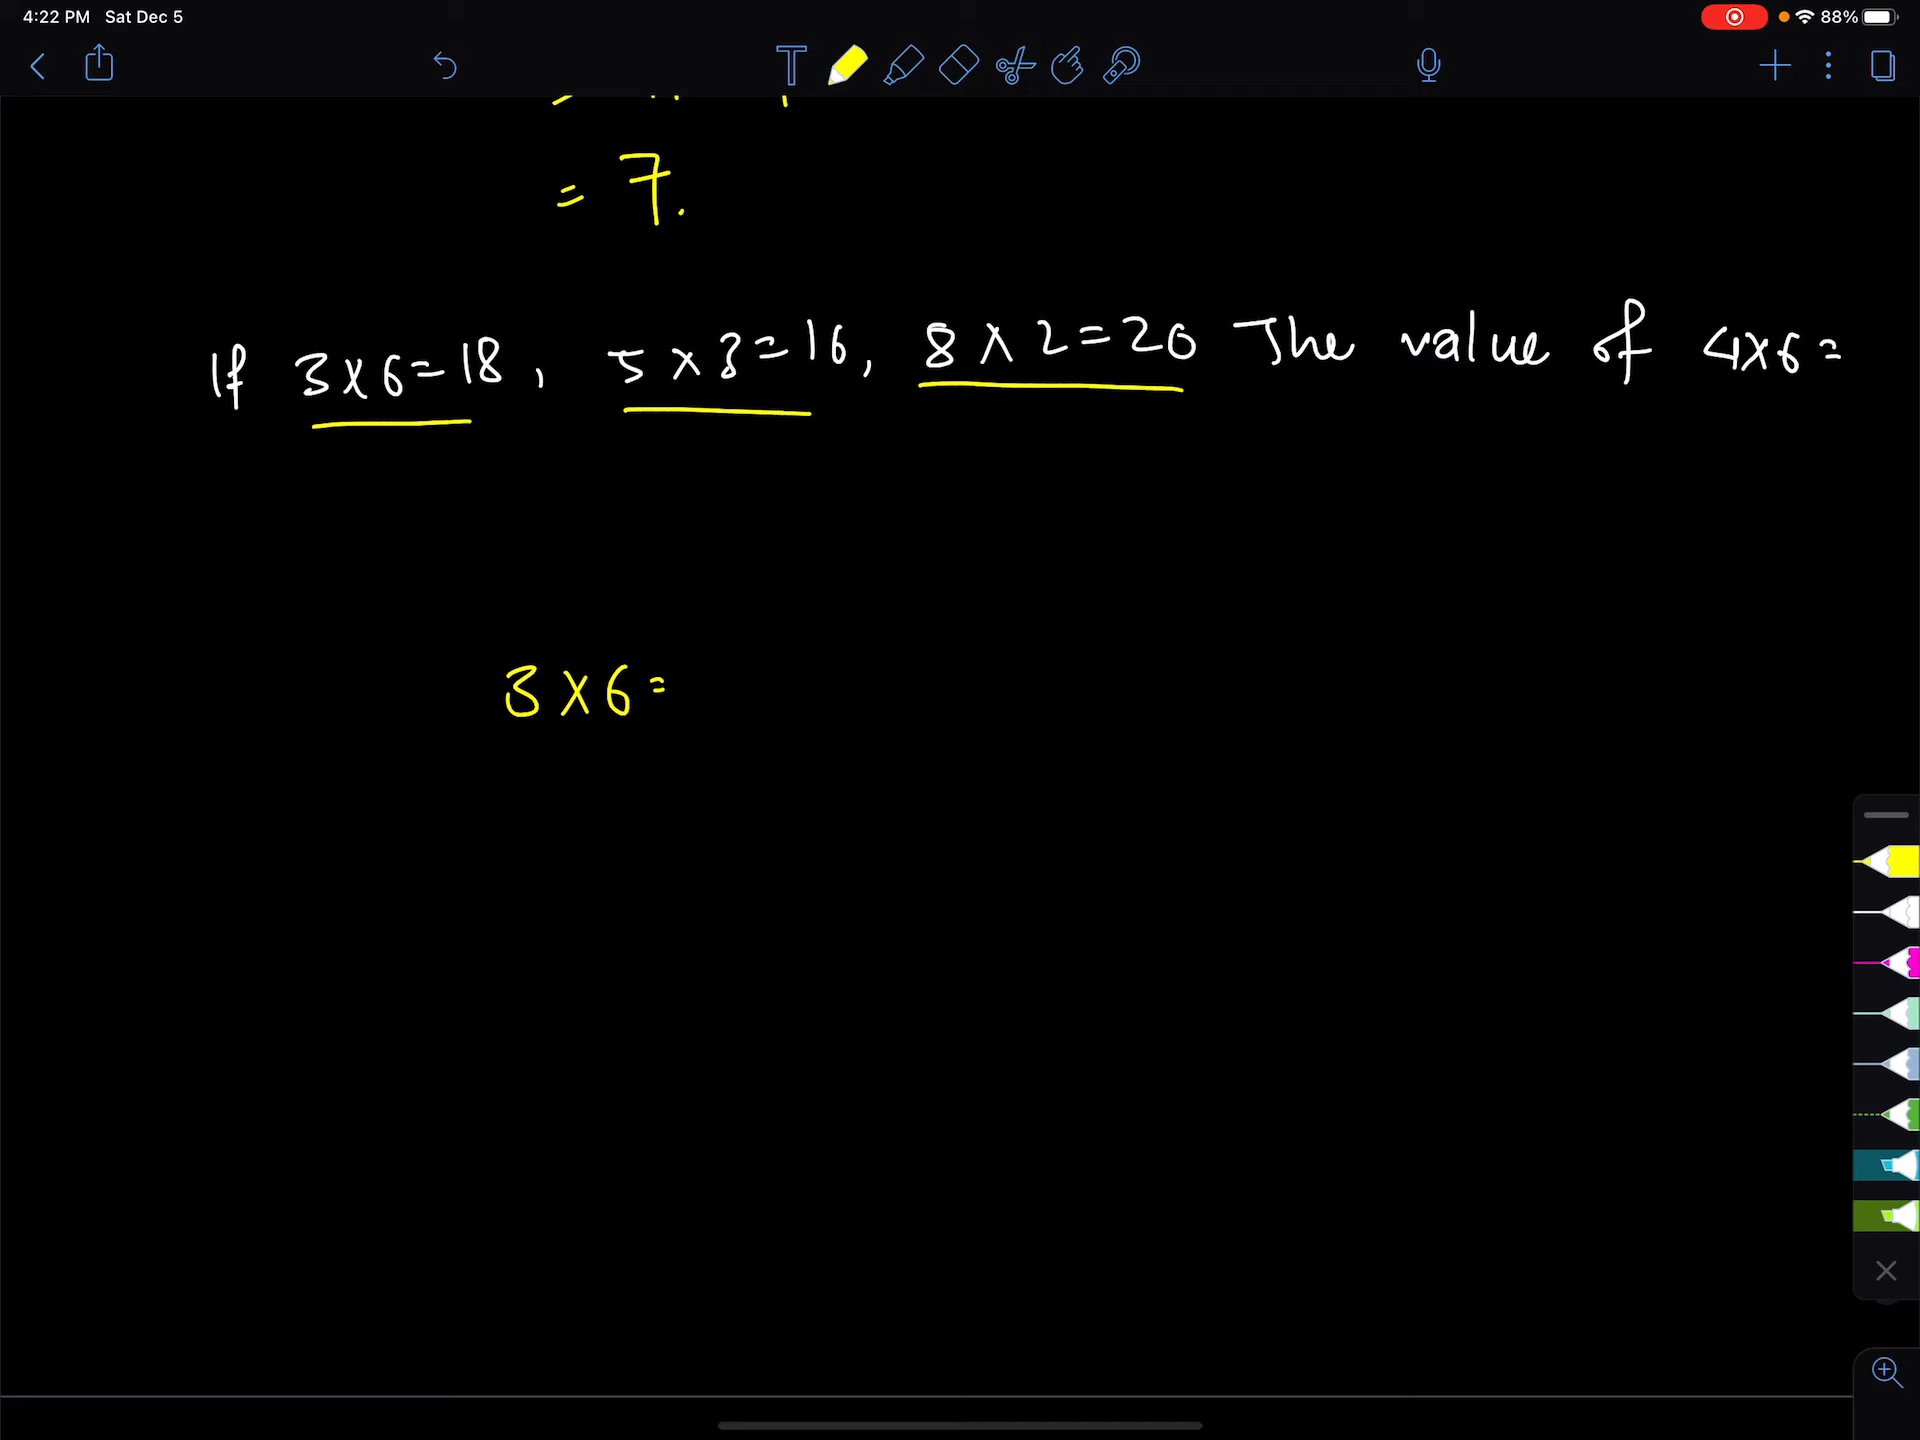 4:22 PM Sat Dec 5
88%
= 7.
If 3x6=18, 5x3=16, 8x2=20 The value of 4x6=
3x6=